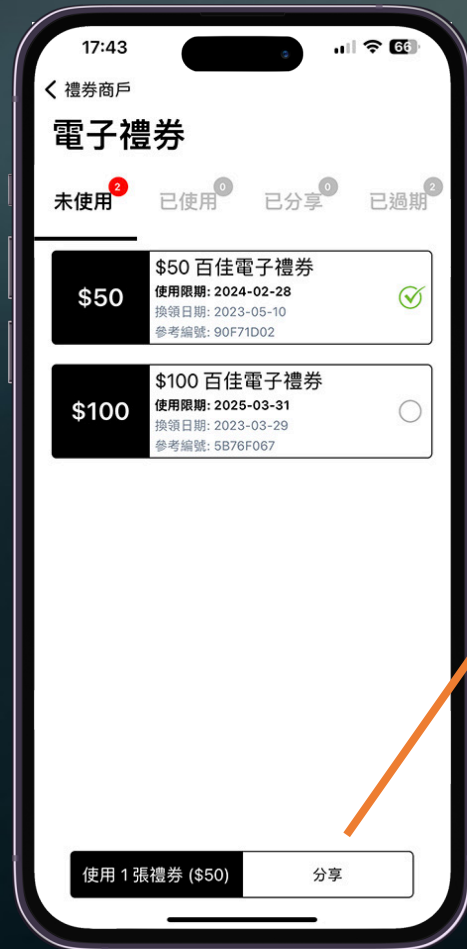 17:43
66
禮券商戶
電子禮券
未使用 2
已使用 0
已分享 0
已過期 2
$50
$50 百佳電子禮券
使用限期: 2024-02-28
換領日期: 2023-05-10
參考編號: 90F71D02
$100
$100 百佳電子禮券
使用限期: 2025-03-31
換領日期: 2023-03-29
參考編號: 5B76F067
使用 1 張禮券 ($50)
分享